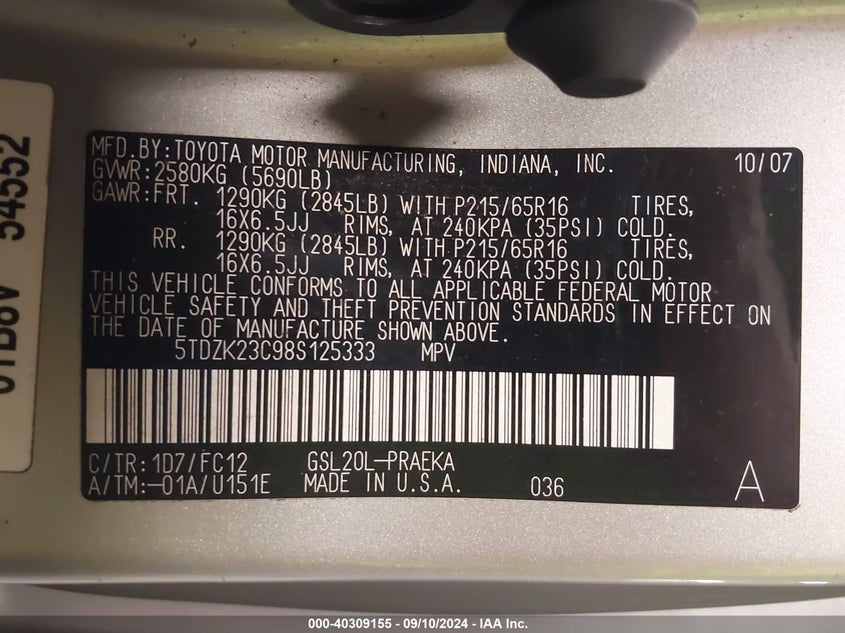 MFD.BY:TOYOTA MOTOR MANUFACTURING, INDIANA, INC. 10/07
GVWR:2580KG (5690LB)
GAWR:FRT. 1290KG (2845LB) WITH P215/65R16 TIRES,
16X6.5JJ RIMS, AT 240KPA (35PSI) COLD.
RR. 1290KG (2845LB) WITH P215/65R16 TIRES,
16X6.5JJ RIMS, AT 240KPA (35PSI) COLD.
THIS VEHICLE CONFORMS TO ALL APPLICABLE FEDERAL MOTOR
VEHICLE SAFETY AND THEFT PREVENTION STANDARDS IN EFFECT ON
THE DATE OF MANUFACTURE SHOWN ABOVE.
5TDZK23C98S125333 MPV
C/TR:1D7/FC12 GSL20L-PRAEKA
A/TM:-01A/U151E MADE IN U.S.A. 036 A
54552
000-40309155 - 09/10/2024 - IAA Inc.